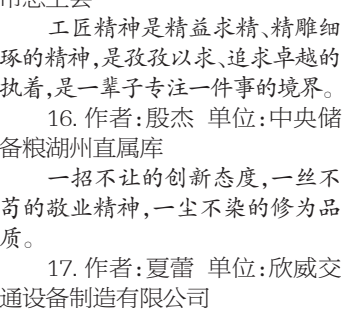 工匠精神是精益求精、精雕细
琢的精神,是孜孜以求、追求卓越的
执着,是一辈子专注一件事的境界。
16. 作者:殷杰 单位:中央储
备粮湖州直属库
一招不让的创新态度,一丝不
苟的敬业精神,一尘不染的修为品
质。
17. 作者:夏蕾 单位:欣威交
通设备制造有限公司